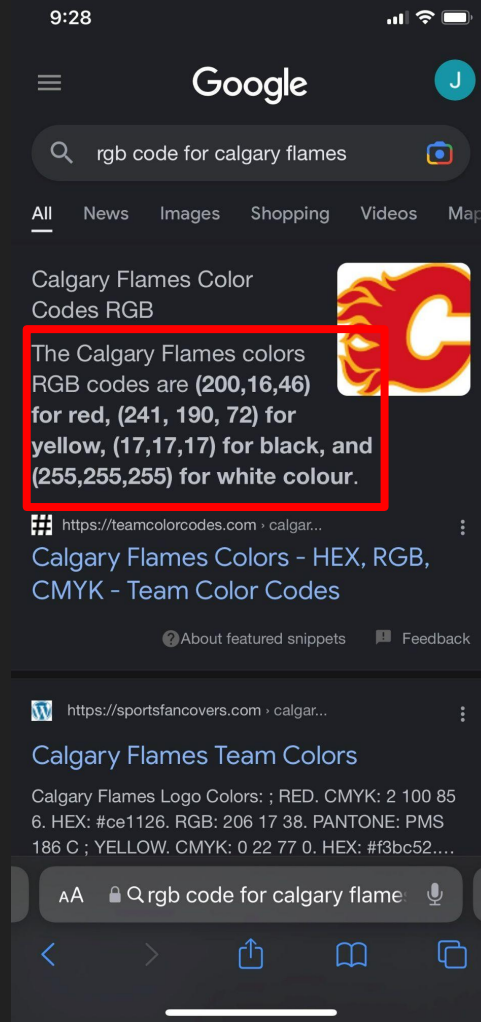 9:28
Google
J
rgb code for calgary flames
All News Images Shopping Videos Map
Calgary Flames Color
Codes RGB
The Calgary Flames colors
RGB codes are (200,16,46)
for red, (241, 190, 72) for
yellow, (17,17,17) for black, and
(255,255,255) for white colour.
https://teamcolorcodes.com › calgar...
Calgary Flames Colors - HEX, RGB,
CMYK - Team Color Codes
About featured snippets Feedback
https://sportsfancovers.com › calgar...
Calgary Flames Team Colors
Calgary Flames Logo Colors: ; RED. CMYK: 2 100 85
6. HEX: #ce1126. RGB: 206 17 38. PANTONE: PMS
186 C ; YELLOW. CMYK: 0 22 77 0. HEX: #f3bc52....
AA rgb code for calgary flame